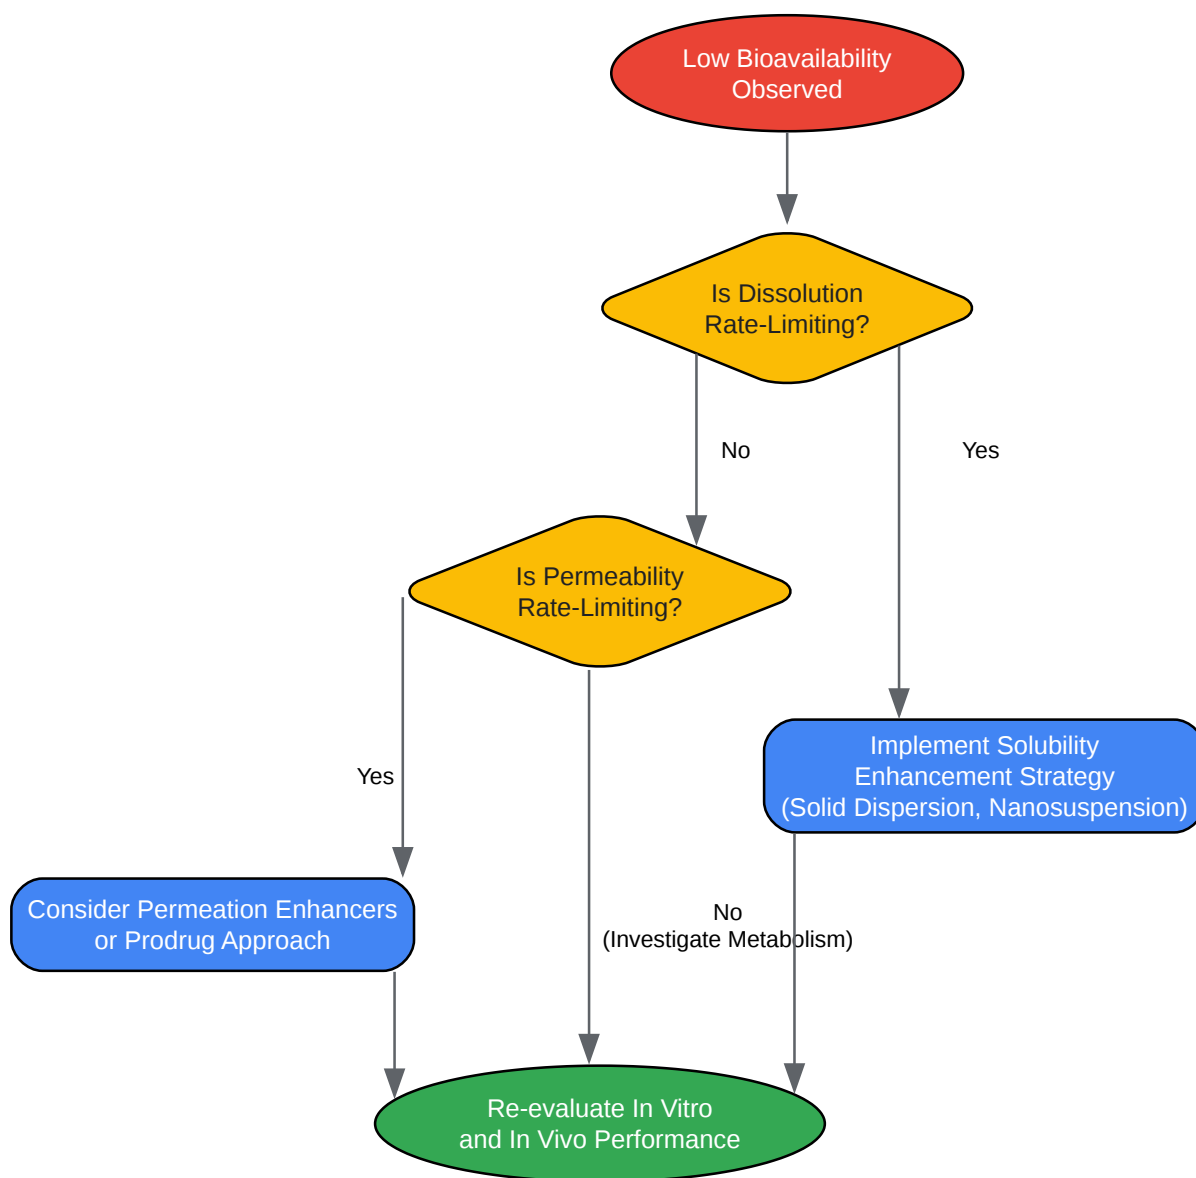 Low Bioavailability
Observed
Is Dissolution
Rate-Limiting?
No
Yes
Is Permeability
Rate-Limiting?
Implement Solubility
Enhancement Strategy
(Solid Dispersion, Nanosuspension)
Yes
Consider Permeation Enhancers
or Prodrug Approach
No
(Investigate Metabolism)
Re-evaluate In Vitro
and In Vivo Performance